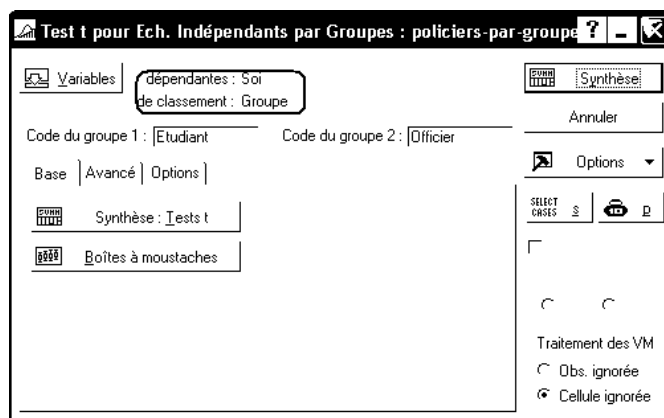 Test t pour Ech. Indépendants par Groupes : policiers-par-groupe
Variables
dépendantes : Soi
de classement : Groupe
Code du groupe 1 : Etudiant
Code du groupe 2 : Officier
Base
Avancé
Options
Synthèse : Tests t
Boîtes à moustaches
Synthèse
Annuler
Options
SELECT CASES S
D
Traitement des VM
Obs. ignorée
Cellule ignorée